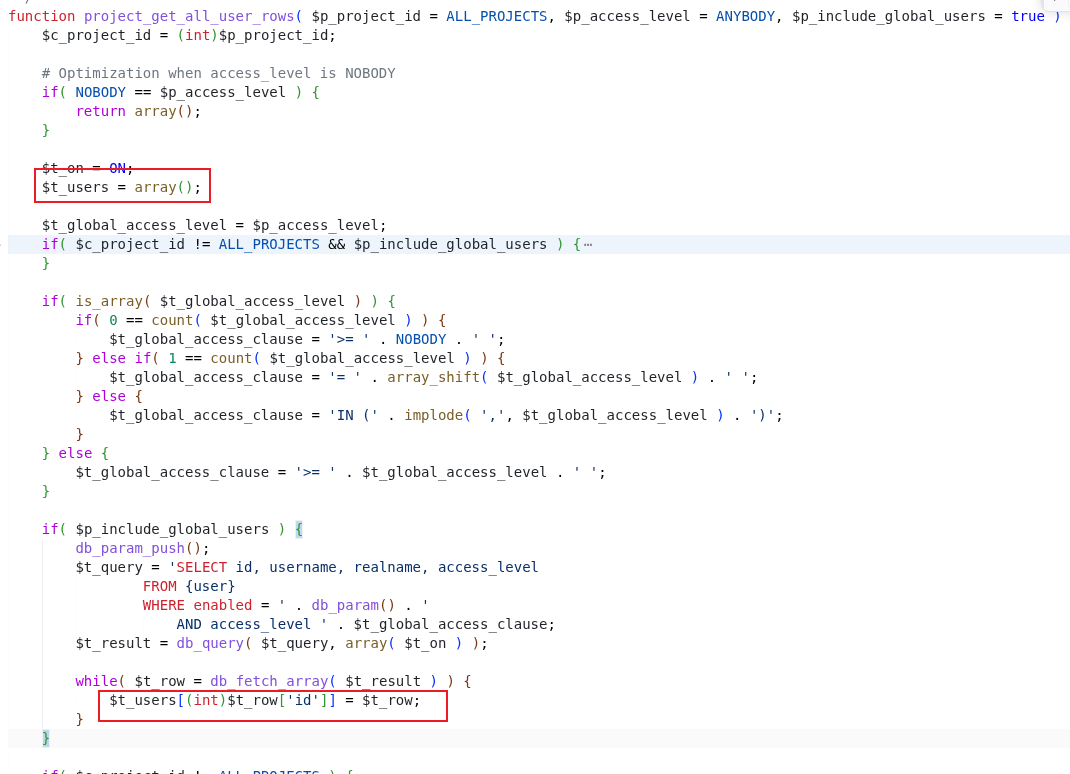 function project_get_all_user_rows( $p_project_id = ALL_PROJECTS, $p_access_level = ANYBODY, $p_include_global_users = true )
    $c_project_id = (int)$p_project_id;

    # Optimization when access_level is NOBODY
    if( NOBODY == $p_access_level ) {
        return array();
    }

    $t_on = ON;
    $t_users = array();

    $t_global_access_level = $p_access_level;
    if( $c_project_id != ALL_PROJECTS && $p_include_global_users ) {⋯
    }

    if( is_array( $t_global_access_level ) ) {
        if( 0 == count( $t_global_access_level ) ) {
            $t_global_access_clause = '>= ' . NOBODY . ' ';
        } else if( 1 == count( $t_global_access_level ) ) {
            $t_global_access_clause = '= ' . array_shift( $t_global_access_level ) . ' ';
        } else {
            $t_global_access_clause = 'IN (' . implode( ',', $t_global_access_level ) . ')';
        }
    } else {
        $t_global_access_clause = '>= ' . $t_global_access_level . ' ';
    }

    if( $p_include_global_users ) {
        db_param_push();
        $t_query = 'SELECT id, username, realname, access_level
                FROM {user}
                WHERE enabled = ' . db_param() . '
                    AND access_level ' . $t_global_access_clause;
        $t_result = db_query( $t_query, array( $t_on ) );

        while( $t_row = db_fetch_array( $t_result ) ) {
            $t_users[(int)$t_row['id']] = $t_row;
        }
    }

    if( $c_project_id != ALL_PROJECTS ) {